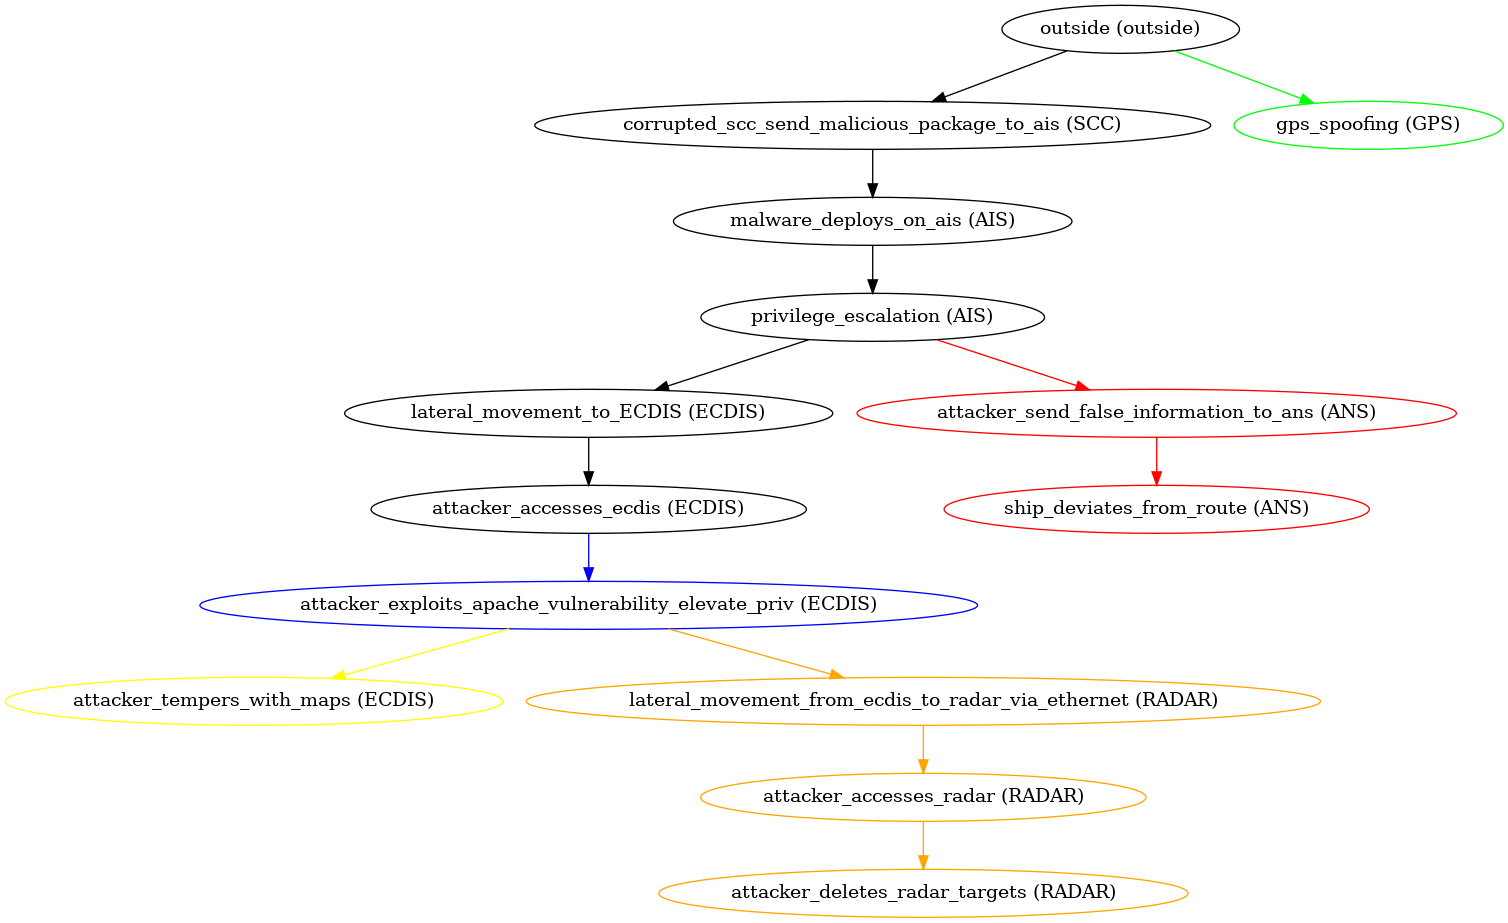 outside (outside)
corrupted_scc_send_malicious_package_to_ais (SCC)
gps_spoofing (GPS)
malware_deploys_on_ais (AIS)
privilege_escalation (AIS)
lateral_movement_to_ECDIS (ECDIS)
attacker_send_false_information_to_ans (ANS)
attacker_accesses_ecdis (ECDIS)
ship_deviates_from_route (ANS)
attacker_exploits_apache_vulnerability_elevate_priv (ECDIS)
attacker_tempers_with_maps (ECDIS)
lateral_movement_from_ecdis_to_radar_via_ethernet (RADAR)
attacker_accesses_radar (RADAR)
attacker_deletes_radar_targets (RADAR)